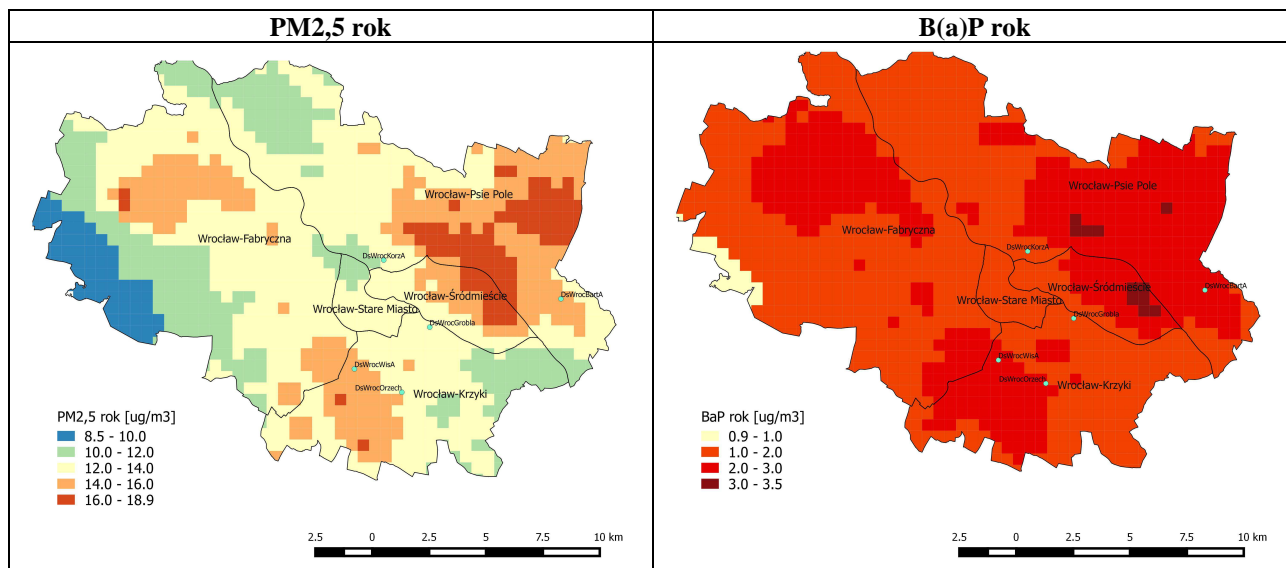 PM2,5 rok
B(a)P rok
Wrocław-Psie Pole
Wrocław-Fabryczna
DsWrocKorzA
Wrocław-Śródmieście
DsWrocBartA
Wrocław-Stare Miasto
DsWrocGrobla
DsWrocWisA
DsWrocOrzech
Wrocław-Krzyki
PM2,5 rok [ug/m3]
8.5 - 10.0
10.0 - 12.0
12.0 - 14.0
14.0 - 16.0
16.0 - 18.9
2.5 0 2.5 5 7.5 10 km
Wrocław-Psie Pole
Wrocław-Fabryczna
DsWrocKorzA
Wrocław-Śródmieście
DsWrocBartA
Wrocław-Stare Miasto
DsWrocGrobla
DsWrocWisA
DsWrocOrzech
Wrocław-Krzyki
BaP rok [ug/m3]
0.9 - 1.0
1.0 - 2.0
2.0 - 3.0
3.0 - 3.5
2.5 0 2.5 5 7.5 10 km